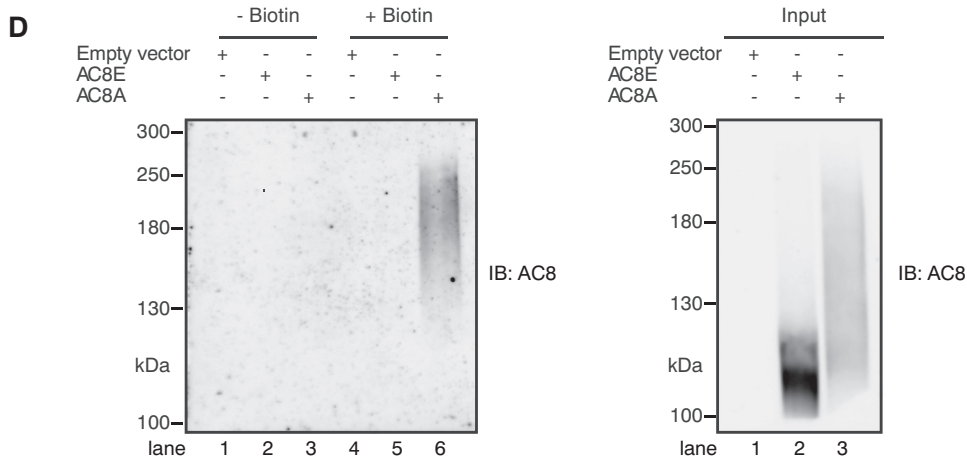 D
- Biotin + Biotin
Empty vector + - - + - -
AC8E - + - - + -
AC8A - - + - - +
300
250
180
130
kDa
100
IB: AC8
lane 1 2 3 4 5 6
Input
Empty vector + - -
AC8E - + -
AC8A - - +
300
250
180
130
kDa
100
IB: AC8
lane 1 2 3